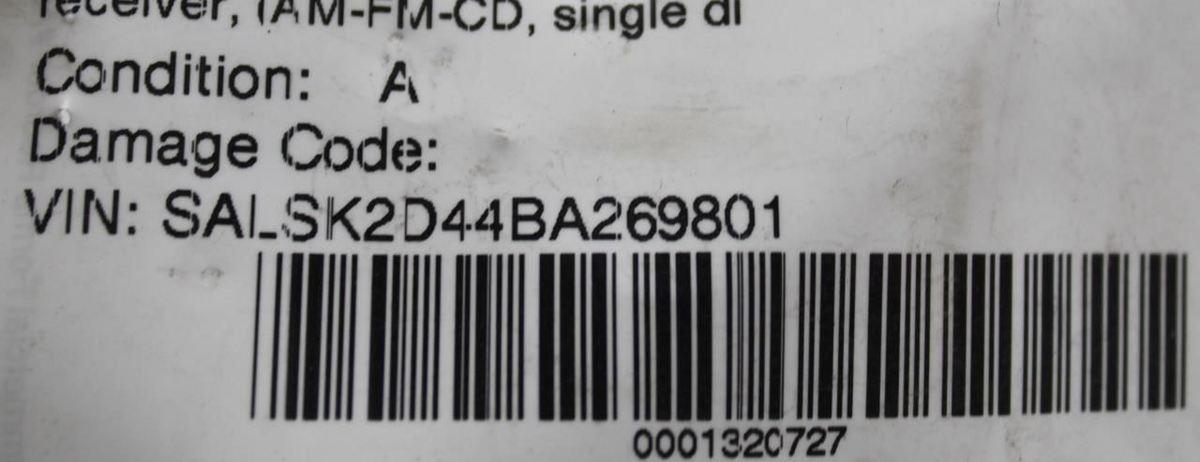 receiver, (AM-FM-CD, single di
Condition: A
Damage Code:
VIN: SALSK2D44BA269801
0001320727